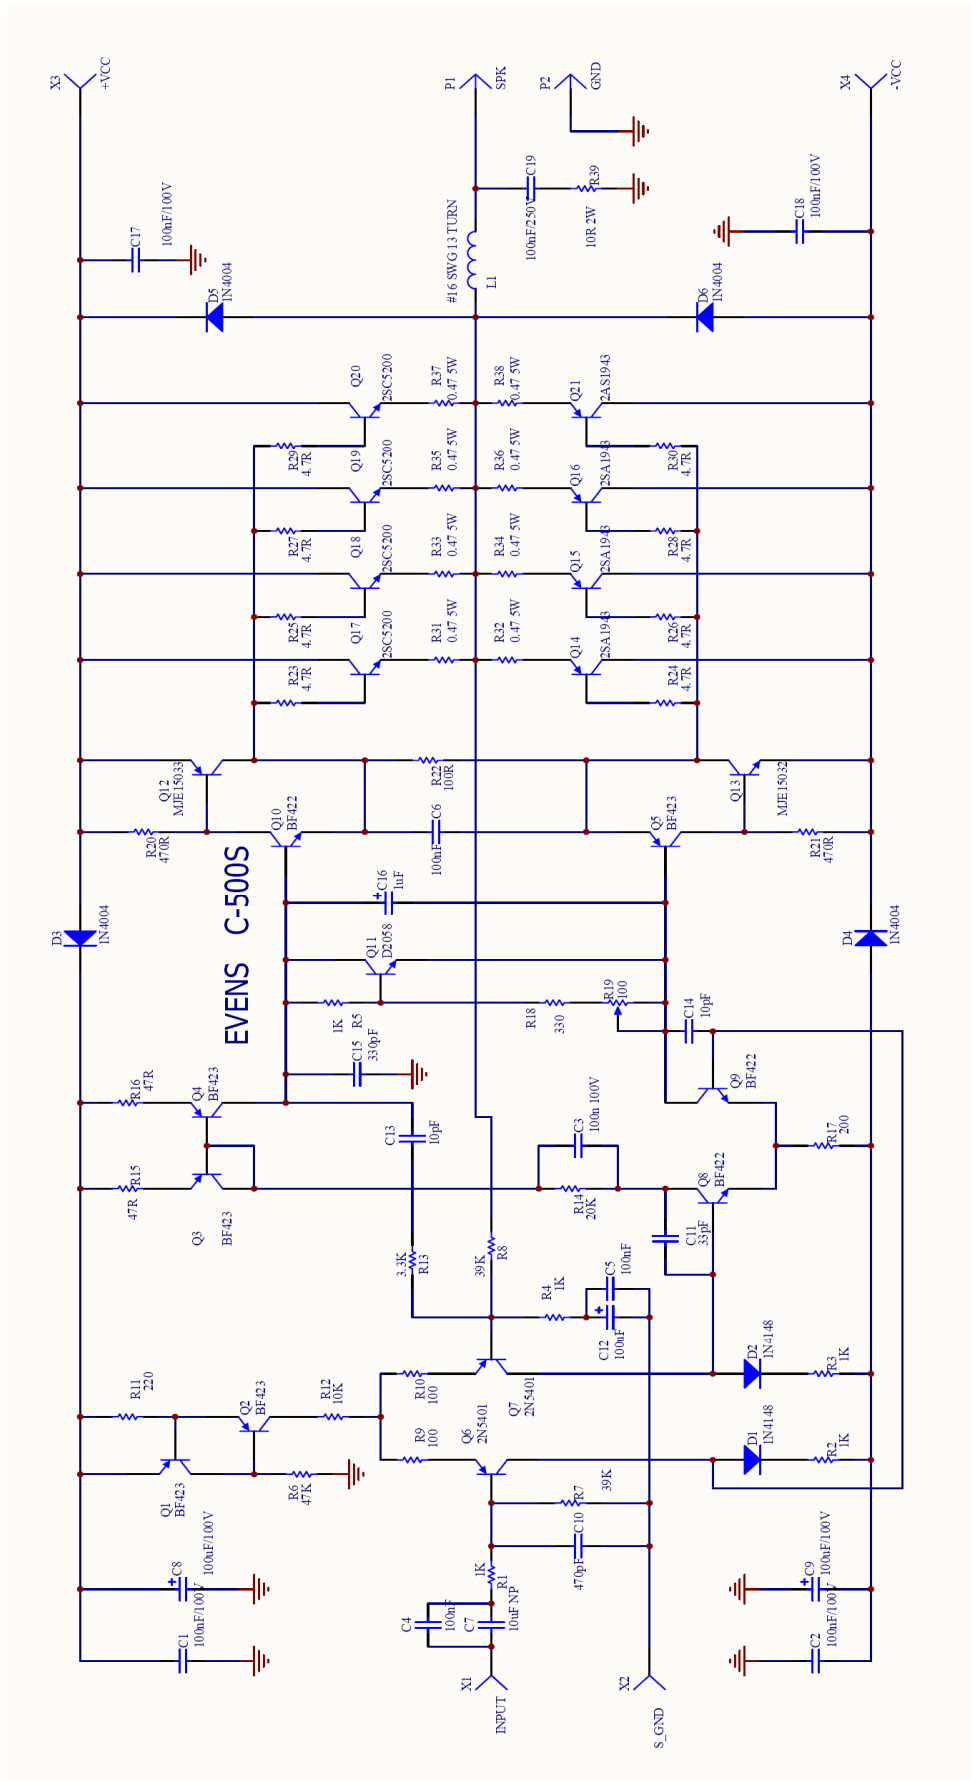 X3
+VCC
P1
SPK
P2
GND
X4
-VCC
C17
100nF/100V
C19
100nF/250V
R39
10R 2W
C18
100nF/100V
#16 SWG 13 TURN
L1
D5
1N4004
D6
1N4004
Q20
2SC5200
R37
0.47 5W
R38
0.47 5W
Q21
2AS1943
R29
4.7R
R30
4.7R
Q19
2SC5200
R35
0.47 5W
R36
0.47 5W
Q16
2SA1943
R27
4.7R
R28
4.7R
Q18
2SC5200
R33
0.47 5W
R34
0.47 5W
Q15
2SA1943
R25
4.7R
R26
4.7R
Q17
2SC5200
R31
0.47 5W
R32
0.47 5W
Q14
2SA1943
R23
4.7R
R24
4.7R
Q12
MJE15033
R22
100R
Q13
MJE15032
R20
470R
Q10
BF422
C6
100nF
Q5
BF423
R21
470R
EVENS C-500S
C16
+
1uF
D3
1N4004
D4
1N4004
Q11
D2058
R5
1K
R18
330
R19
100
C14
10pF
C15
330pF
R16
47R
Q4
BF423
Q9
BF422
C13
10pF
C3
100n 100V
R17
200
R15
47R
Q3
BF423
R14
20K
Q8
BF422
C11
33pF
R13
3.3K
R8
39K
R4
1K
C5
100nF
C12
+
100uF
R10
100
Q7
2N5401
D2
1N4148
R3
1K
R11
220
Q2
BF423
R12
10K
R9
100
Q6
2N5401
D1
1N4148
R2
1K
Q1
BF423
R6
47K
R7
39K
C10
470pF
C8
+
100uF/100V
R1
1K
C9
+
100uF/100V
C4
100nF
C7
10uF NP
C1
100nF/100V
C2
100nF/100V
X1
INPUT
X2
S_GND